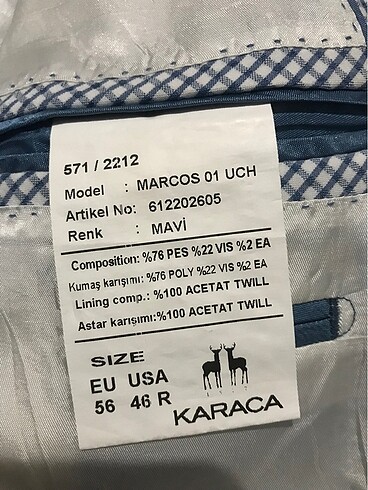 571 / 2212
Model : MARCOS 01 UCH
Artikel No: 612202605
Renk : MAVİ
Composition: %76 PES %22 VIS %2 EA
Kumaş karışımı: %76 POLY %22 VIS %2 EA
Lining comp.: %100 ACETAT TWILL
Astar karışımı:%100 ACETAT TWILL
SIZE
EU USA
56 46 R
KARACA